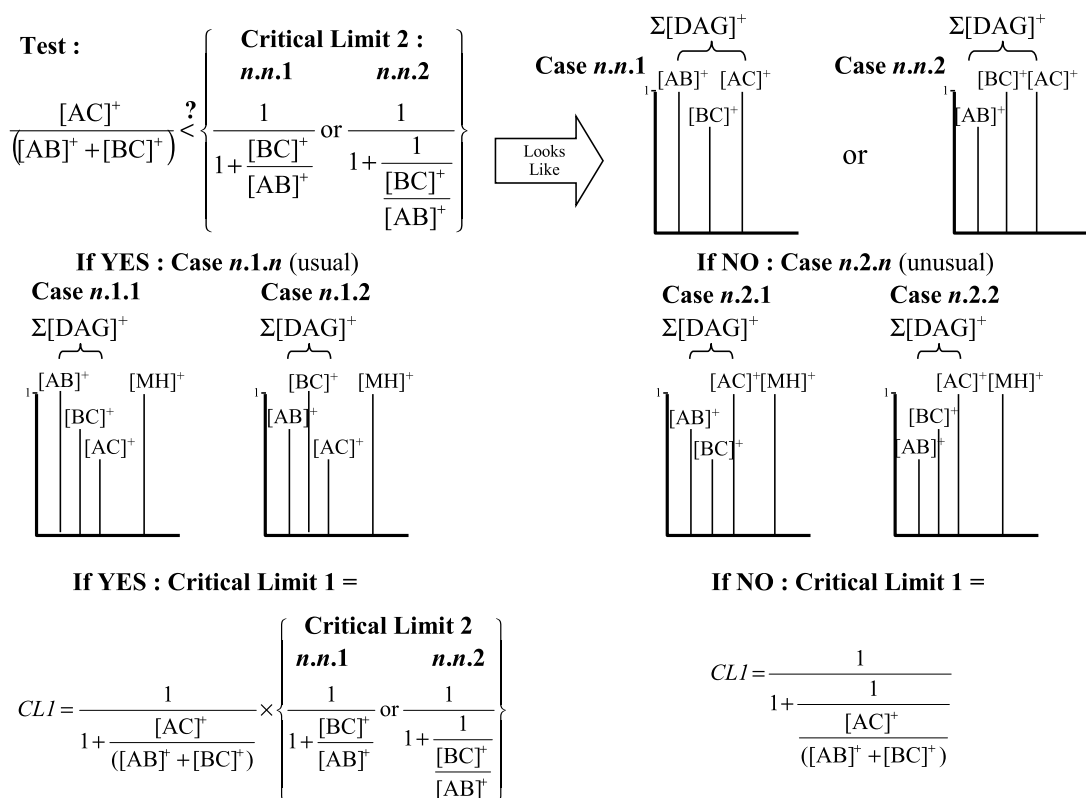 Test :
Critical Limit 2 :
n.n.1 n.n.2
[AC]⁺
([AB]⁺ + [BC]⁺)
?
<
1
1+ [BC]⁺
[AB]⁺
or
1
1+ 1
[BC]⁺
[AB]⁺
Looks
Like
Σ[DAG]⁺
Case n.n.1
[AB]⁺ [AC]⁺
1
[BC]⁺
or
Σ[DAG]⁺
Case n.n.2
[BC]⁺ [AC]⁺
1
[AB]⁺
If YES : Case n.1.n (usual)
Case n.1.1
Σ[DAG]⁺
[AB]⁺ [MH]⁺
1
[BC]⁺
[AC]⁺
Case n.1.2
Σ[DAG]⁺
[BC]⁺ [MH]⁺
1
[AB]⁺
[AC]⁺
If NO : Case n.2.n (unusual)
Case n.2.1
Σ[DAG]⁺
[AC]⁺ [MH]⁺
1
[AB]⁺
[BC]⁺
Case n.2.2
Σ[DAG]⁺
[AC]⁺ [MH]⁺
1
[BC]⁺
[AB]⁺
If YES : Critical Limit 1 =
Critical Limit 2
n.n.1 n.n.2
CL1 =
1
1+ [AC]⁺
([AB]⁺ + [BC]⁺)
×
1
1+ [BC]⁺
[AB]⁺
or
1
1+ 1
[BC]⁺
[AB]⁺
If NO : Critical Limit 1 =
CL1 =
1
1+ 1
[AC]⁺
([AB]⁺ + [BC]⁺)